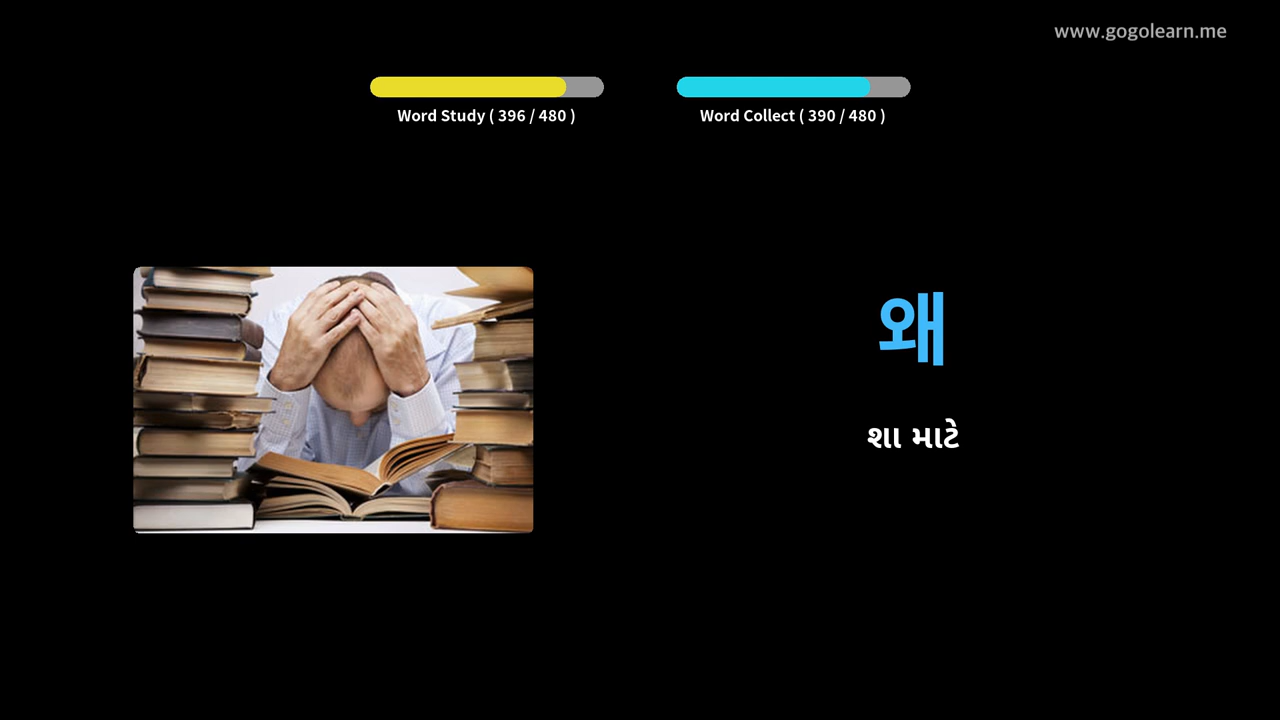 www.gogolearn.me
Word Study ( 396 / 480 )
Word Collect ( 390 / 480 )
왜
શા માટે